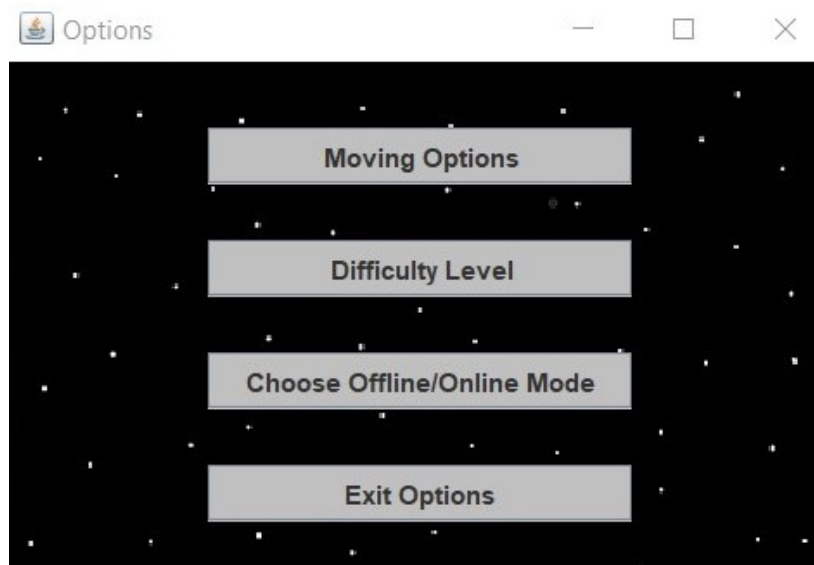 Options
Moving Options
Difficulty Level
Choose Offline/Online Mode
Exit Options